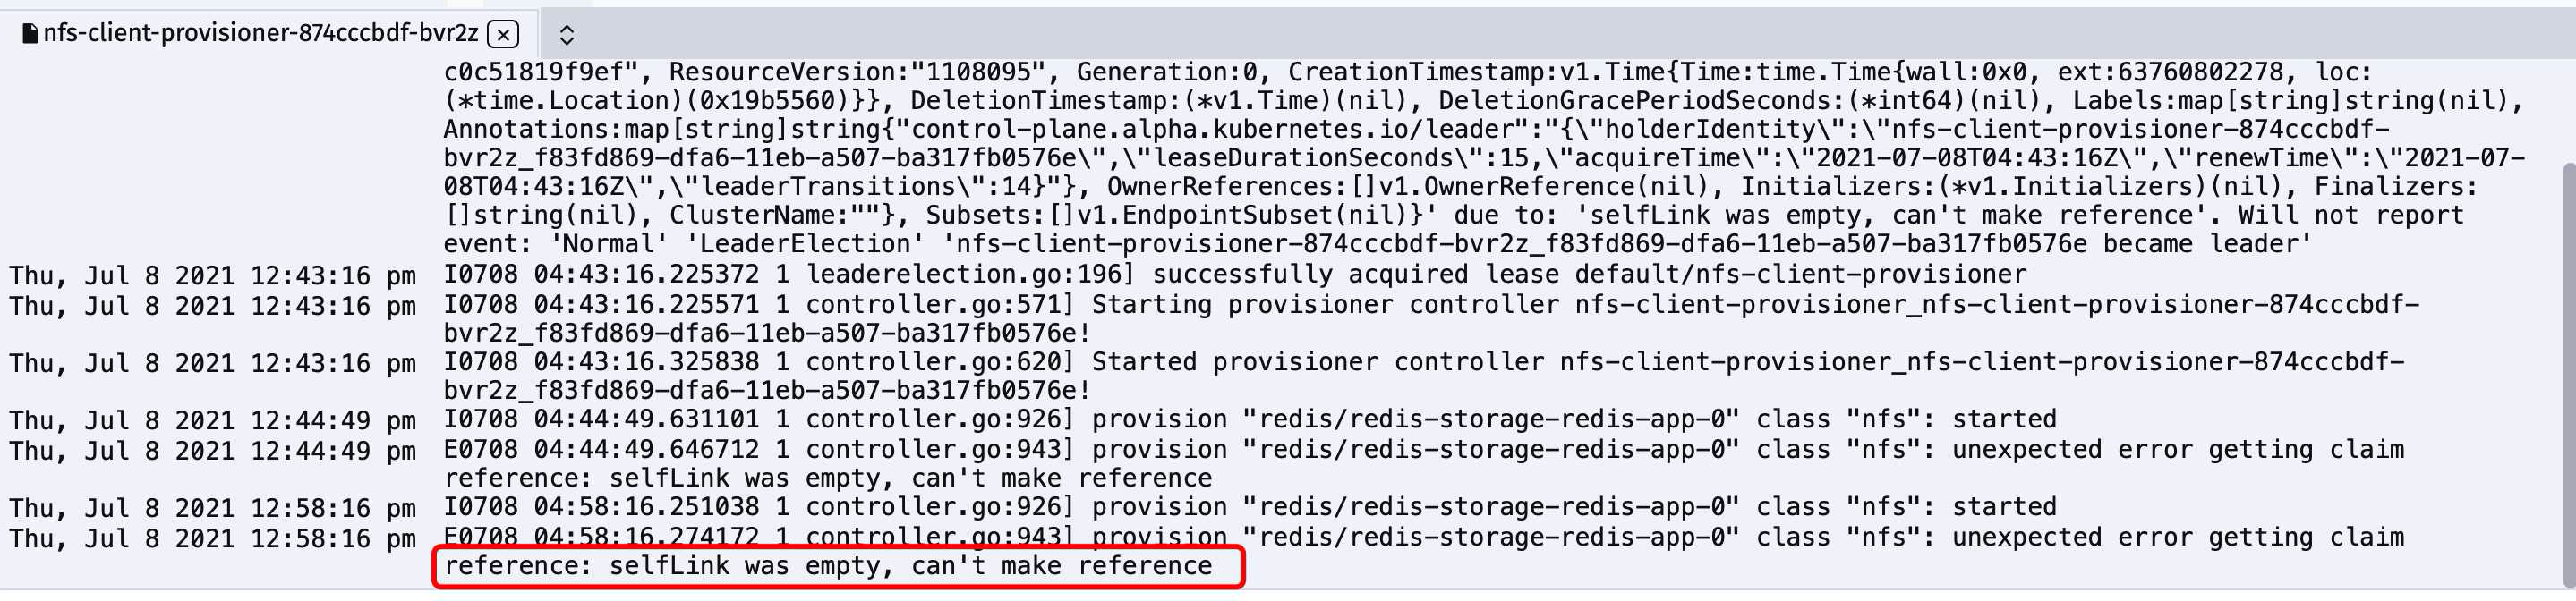 nfs-client-provisioner-874cccbdf-bvr2z
c0c51819f9ef", ResourceVersion:"1108095", Generation:0, CreationTimestamp:v1.Time{Time:time.Time{wall:0x0, ext:63760802278, loc:
(*time.Location)(0x19b5560)}}, DeletionTimestamp:(*v1.Time)(nil), DeletionGracePeriodSeconds:(*int64)(nil), Labels:map[string]string(nil),
Annotations:map[string]string{"control-plane.alpha.kubernetes.io/leader":"{\"holderIdentity\":\"nfs-client-provisioner-874cccbdf-
bvr2z_f83fd869-dfa6-11eb-a507-ba317fb0576e\",\"leaseDurationSeconds\":15,\"acquireTime\":\"2021-07-08T04:43:16Z\",\"renewTime\":\"2021-07-
08T04:43:16Z\",\"leaderTransitions\":14}"}, OwnerReferences:[]v1.OwnerReference(nil), Initializers:(*v1.Initializers)(nil), Finalizers:
[]string(nil), ClusterName:""}, Subsets:[]v1.EndpointSubset(nil)}' due to: 'selfLink was empty, can't make reference'. Will not report
event: 'Normal' 'LeaderElection' 'nfs-client-provisioner-874cccbdf-bvr2z_f83fd869-dfa6-11eb-a507-ba317fb0576e became leader'
Thu, Jul 8 2021 12:43:16 pm I0708 04:43:16.225372 1 leaderelection.go:196] successfully acquired lease default/nfs-client-provisioner
Thu, Jul 8 2021 12:43:16 pm I0708 04:43:16.225571 1 controller.go:571] Starting provisioner controller nfs-client-provisioner_nfs-client-provisioner-874cccbdf-
bvr2z_f83fd869-dfa6-11eb-a507-ba317fb0576e!
Thu, Jul 8 2021 12:43:16 pm I0708 04:43:16.325838 1 controller.go:620] Started provisioner controller nfs-client-provisioner_nfs-client-provisioner-874cccbdf-
bvr2z_f83fd869-dfa6-11eb-a507-ba317fb0576e!
Thu, Jul 8 2021 12:44:49 pm I0708 04:44:49.631101 1 controller.go:926] provision "redis/redis-storage-redis-app-0" class "nfs": started
Thu, Jul 8 2021 12:44:49 pm E0708 04:44:49.646712 1 controller.go:943] provision "redis/redis-storage-redis-app-0" class "nfs": unexpected error getting claim
reference: selfLink was empty, can't make reference
Thu, Jul 8 2021 12:58:16 pm I0708 04:58:16.251038 1 controller.go:926] provision "redis/redis-storage-redis-app-0" class "nfs": started
Thu, Jul 8 2021 12:58:16 pm E0708 04:58:16.274172 1 controller.go:943] provision "redis/redis-storage-redis-app-0" class "nfs": unexpected error getting claim
reference: selfLink was empty, can't make reference